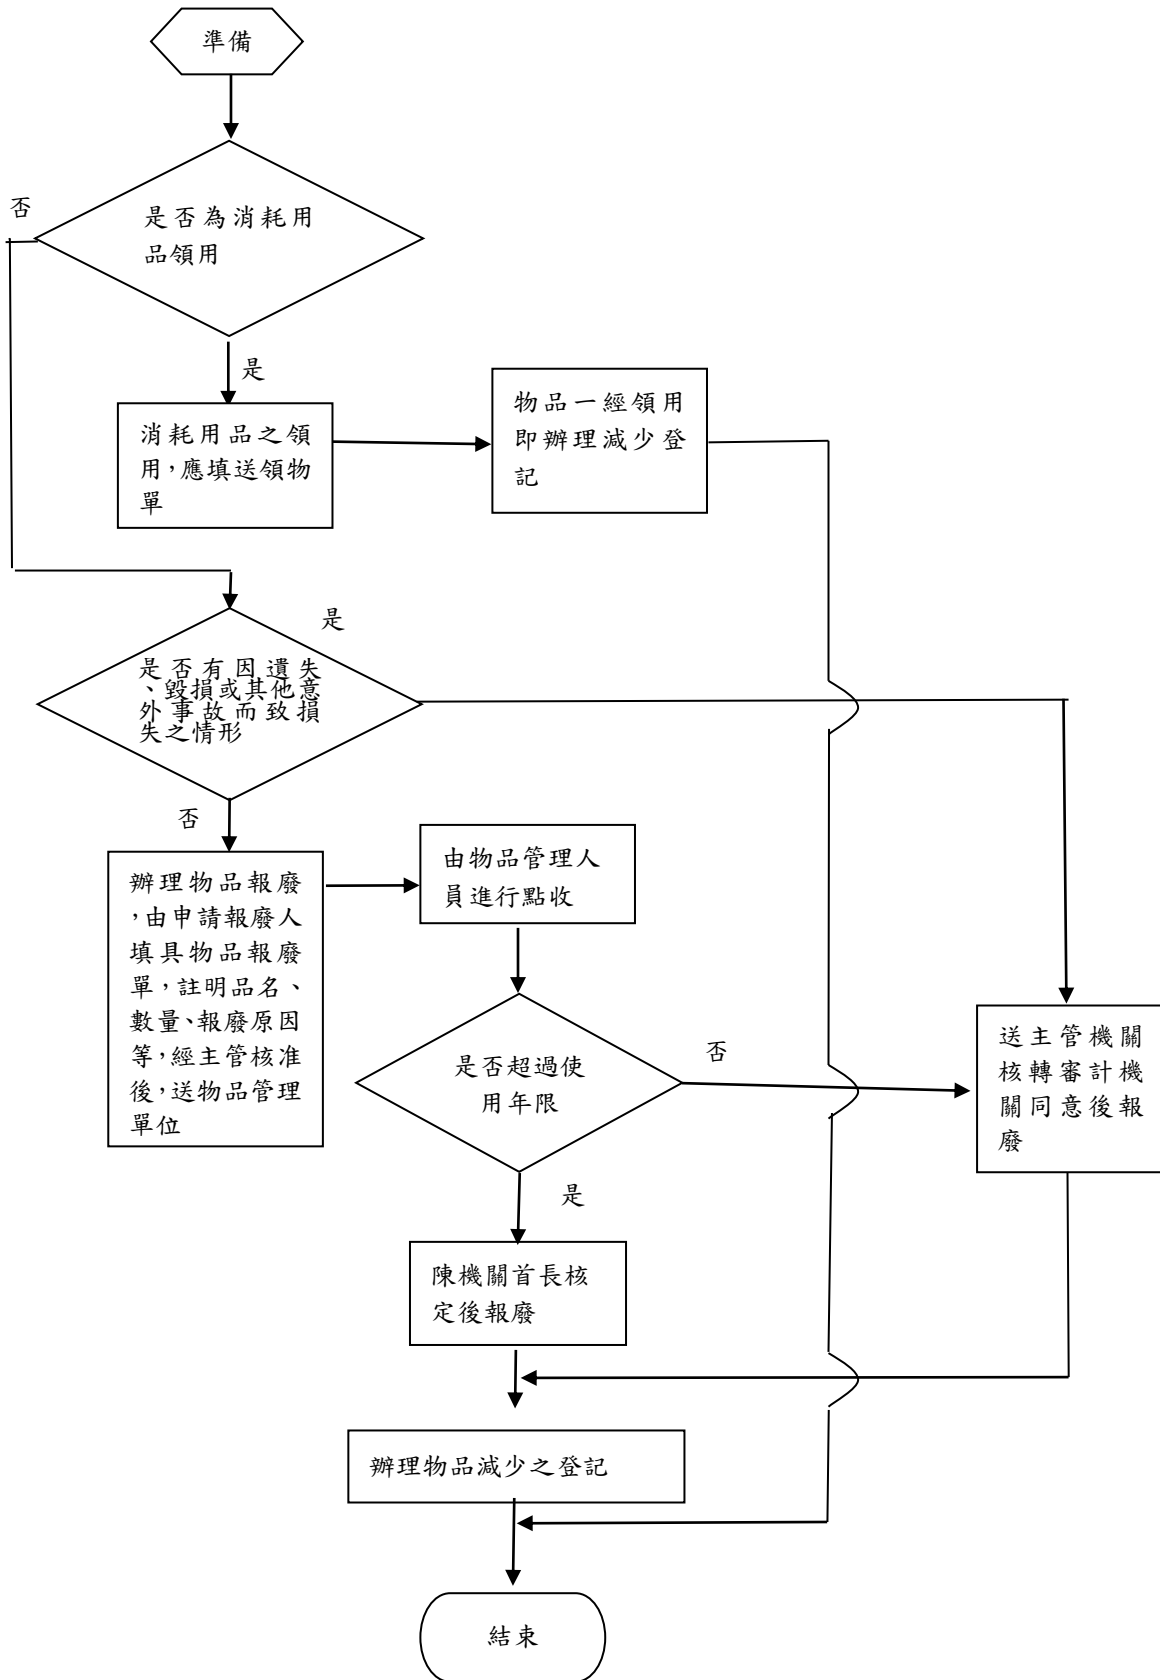 準備
否
是否為消耗用
品領用
是
消耗用品之領
用，應填送領物
單
物品一經領用
即辦理減少登
記
是
是否有因遺失
、毀損或其他意
外事故而致損
失之情形
否
辦理物品報廢
，由申請報廢人
填具物品報廢
單，註明品名、
數量、報廢原因
等，經主管核准
後，送物品管理
單位
由物品管理人
員進行點收
是否超過使
用年限
否
送主管機關
核轉審計機
關同意後報
廢
是
陳機關首長核
定後報廢
辦理物品減少之登記
結束